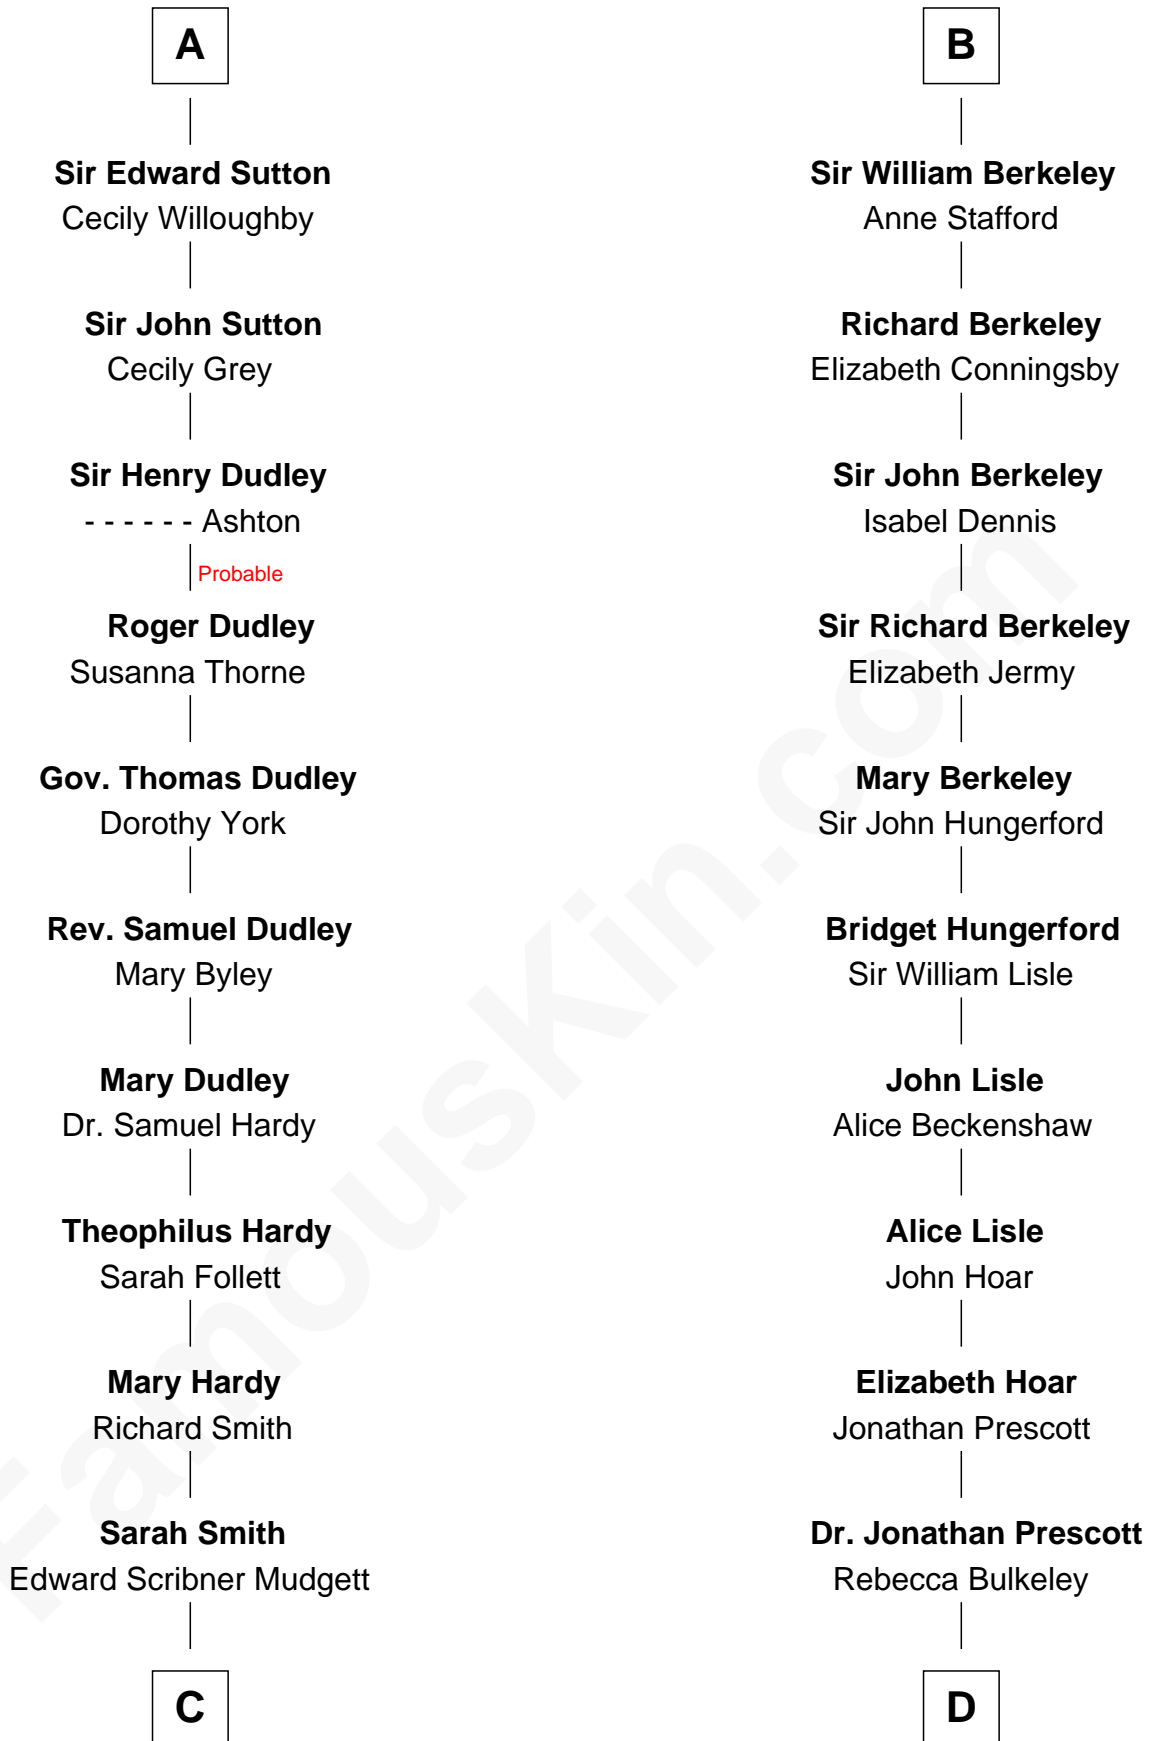 A
Sir Edward Sutton
Cecily Willoughby
Sir John Sutton
Cecily Grey
Sir Henry Dudley
- - - - - - Ashton
Probable
Roger Dudley
Susanna Thorne
Gov. Thomas Dudley
Dorothy York
Rev. Samuel Dudley
Mary Byley
Mary Dudley
Dr. Samuel Hardy
Theophilus Hardy
Sarah Follett
Mary Hardy
Richard Smith
Sarah Smith
Edward Scribner Mudgett
C
B
Sir William Berkeley
Anne Stafford
Richard Berkeley
Elizabeth Conningsby
Sir John Berkeley
Isabel Dennis
Sir Richard Berkeley
Elizabeth Jermy
Mary Berkeley
Sir John Hungerford
Bridget Hungerford
Sir William Lisle
John Lisle
Alice Beckenshaw
Alice Lisle
John Hoar
Elizabeth Hoar
Jonathan Prescott
Dr. Jonathan Prescott
Rebecca Bulkeley
D
FamousKin.com